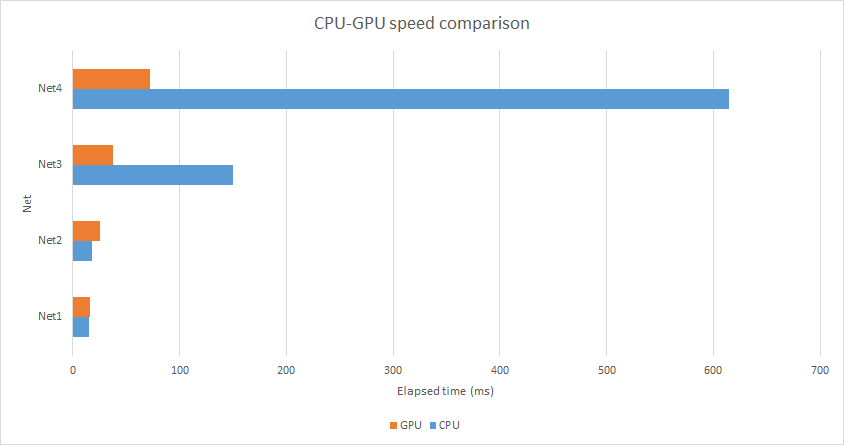 CPU-GPU speed comparison
Net4
Net3
Net
Net2
Net1
0 100 200 300 400 500 600 700
Elapsed time (ms)
GPU CPU